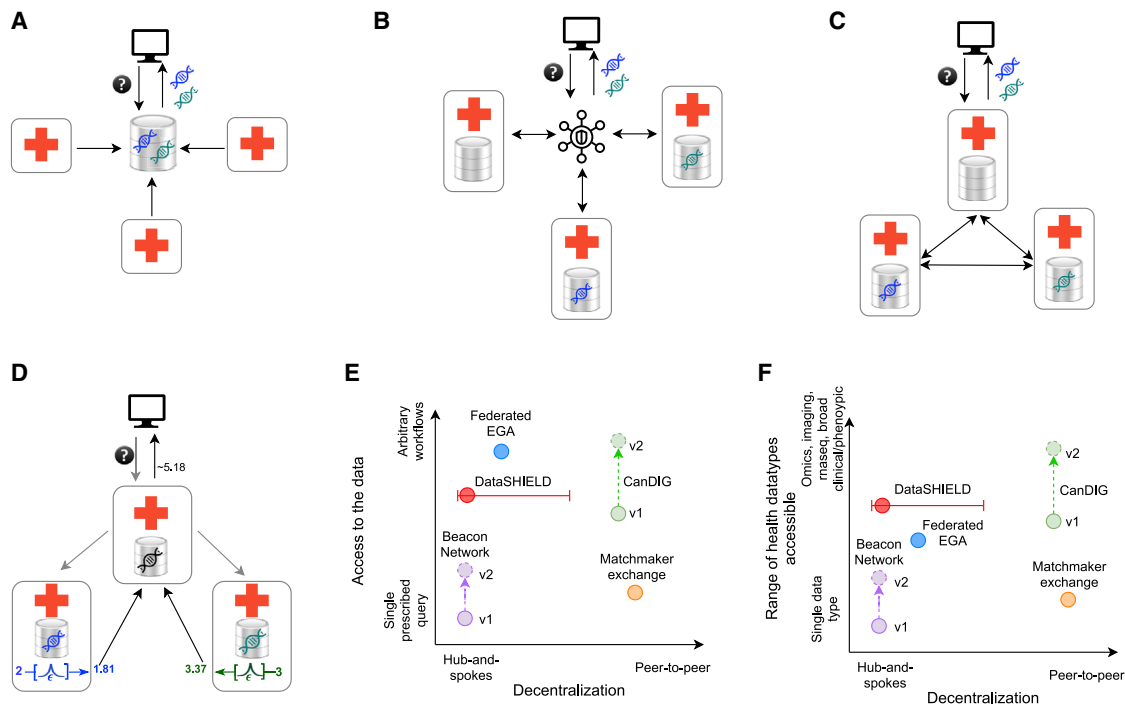 A
?
B
?
C
?
D
?
~5.18
2
ϵ
1.81
3.37
ϵ
3
E
Access to the data
Arbitrary
workflows
Single
prescribed
query
Federated
EGA
DataSHIELD
v2
CanDIG
v1
Beacon
Network
v2
v1
Matchmaker
exchange
Hub-and-
spokes
Peer-to-peer
Decentralization
F
Range of health datatypes
accessible
Omics, imaging,
rnaseq, broad
clinical/phenoypic
Single data
type
v2
CanDIG
v1
DataSHIELD
Federated
EGA
Beacon
Network
v2
v1
Matchmaker
exchange
Hub-and-
spokes
Peer-to-peer
Decentralization